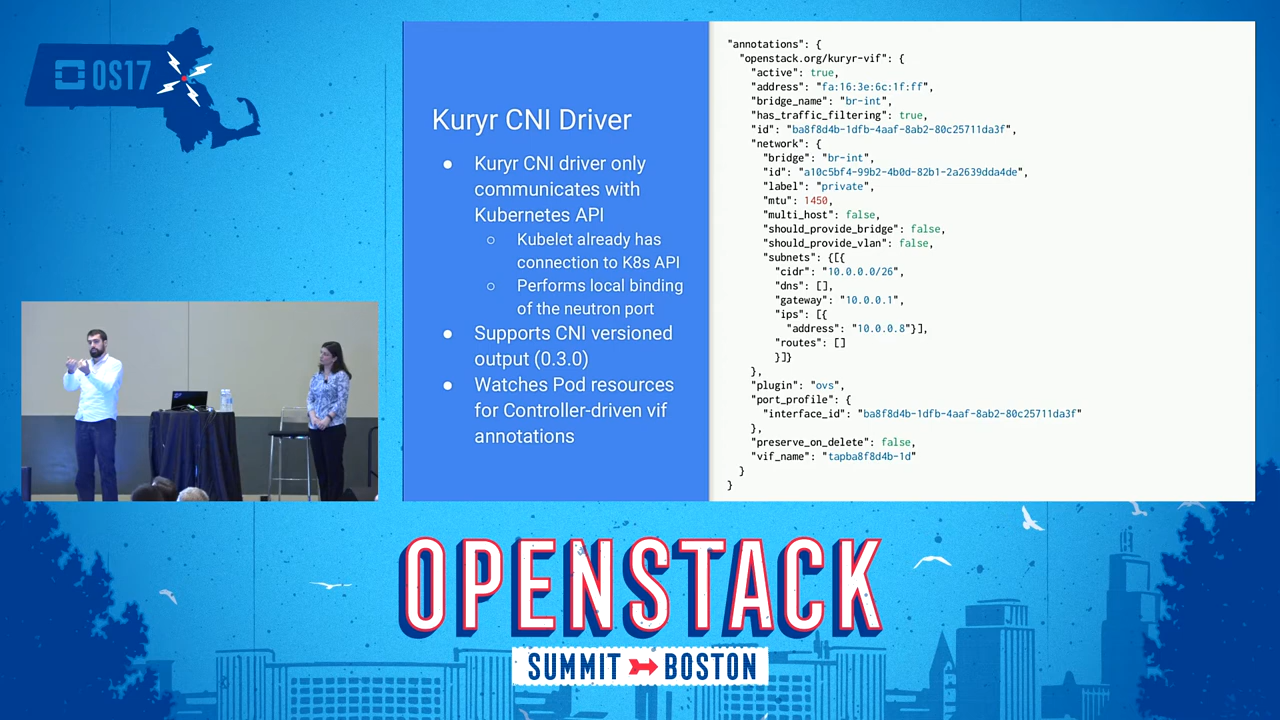 OS17
Kuryr CNI Driver
● Kuryr CNI driver only
communicates with
Kubernetes API
○ Kubelet already has
connection to K8s API
○ Performs local binding
of the neutron port
● Supports CNI versioned
output (0.3.0)
● Watches Pod resources
for Controller-driven vif
annotations
"annotations": {
"openstack.org/kuryr-vif": {
"active": true,
"address": "fa:16:3e:6c:1f:ff",
"bridge_name": "br-int",
"has_traffic_filtering": true,
"id": "ba8f8d4b-1dfb-4aaf-8ab2-80c25711da3f",
"network": {
"bridge": "br-int",
"id": "a10c5bf4-99b2-4b0d-82b1-2a2639dda4de",
"label": "private",
"mtu": 1450,
"multi_host": false,
"should_provide_bridge": false,
"should_provide_vlan": false,
"subnets": {[{
"cidr": "10.0.0.0/26",
"dns": [],
"gateway": "10.0.0.1",
"ips": [{
"address": "10.0.0.8"}],
"routes": []
}]}
},
"plugin": "ovs",
"port_profile": {
"interface_id": "ba8f8d4b-1dfb-4aaf-8ab2-80c25711da3f"
},
"preserve_on_delete": false,
"vif_name": "tapba8f8d4b-1d"
}
}
OPENSTACK
SUMMIT BOSTON